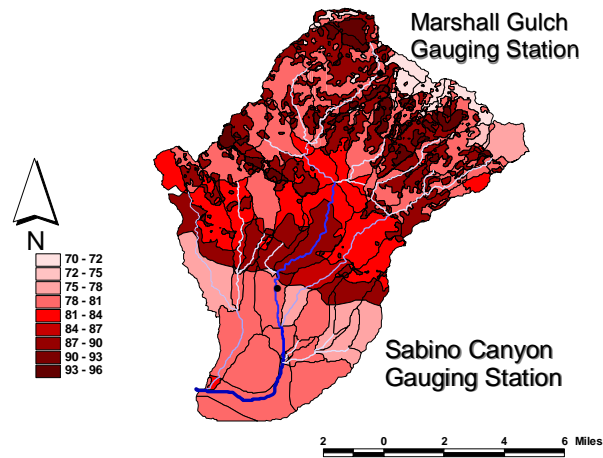 Marshall Gulch
Gauging Station
N
70 - 72
72 - 75
75 - 78
78 - 81
81 - 84
84 - 87
87 - 90
90 - 93
93 - 96
Sabino Canyon
Gauging Station
2 0 2 4 6 Miles